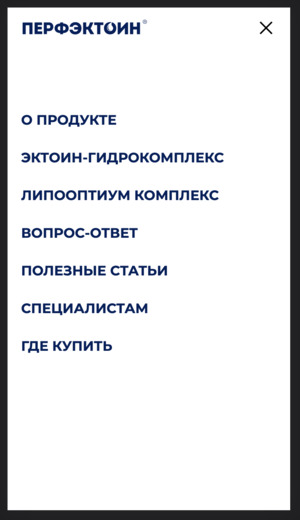 ПЕРФЭКТОИН®
О ПРОДУКТЕ
ЭКТОИН-ГИДРОКОМПЛЕКС
ЛИПООПТИУМ КОМПЛЕКС
ВОПРОС-ОТВЕТ
ПОЛЕЗНЫЕ СТАТЬИ
СПЕЦИАЛИСТАМ
ГДЕ КУПИТЬ